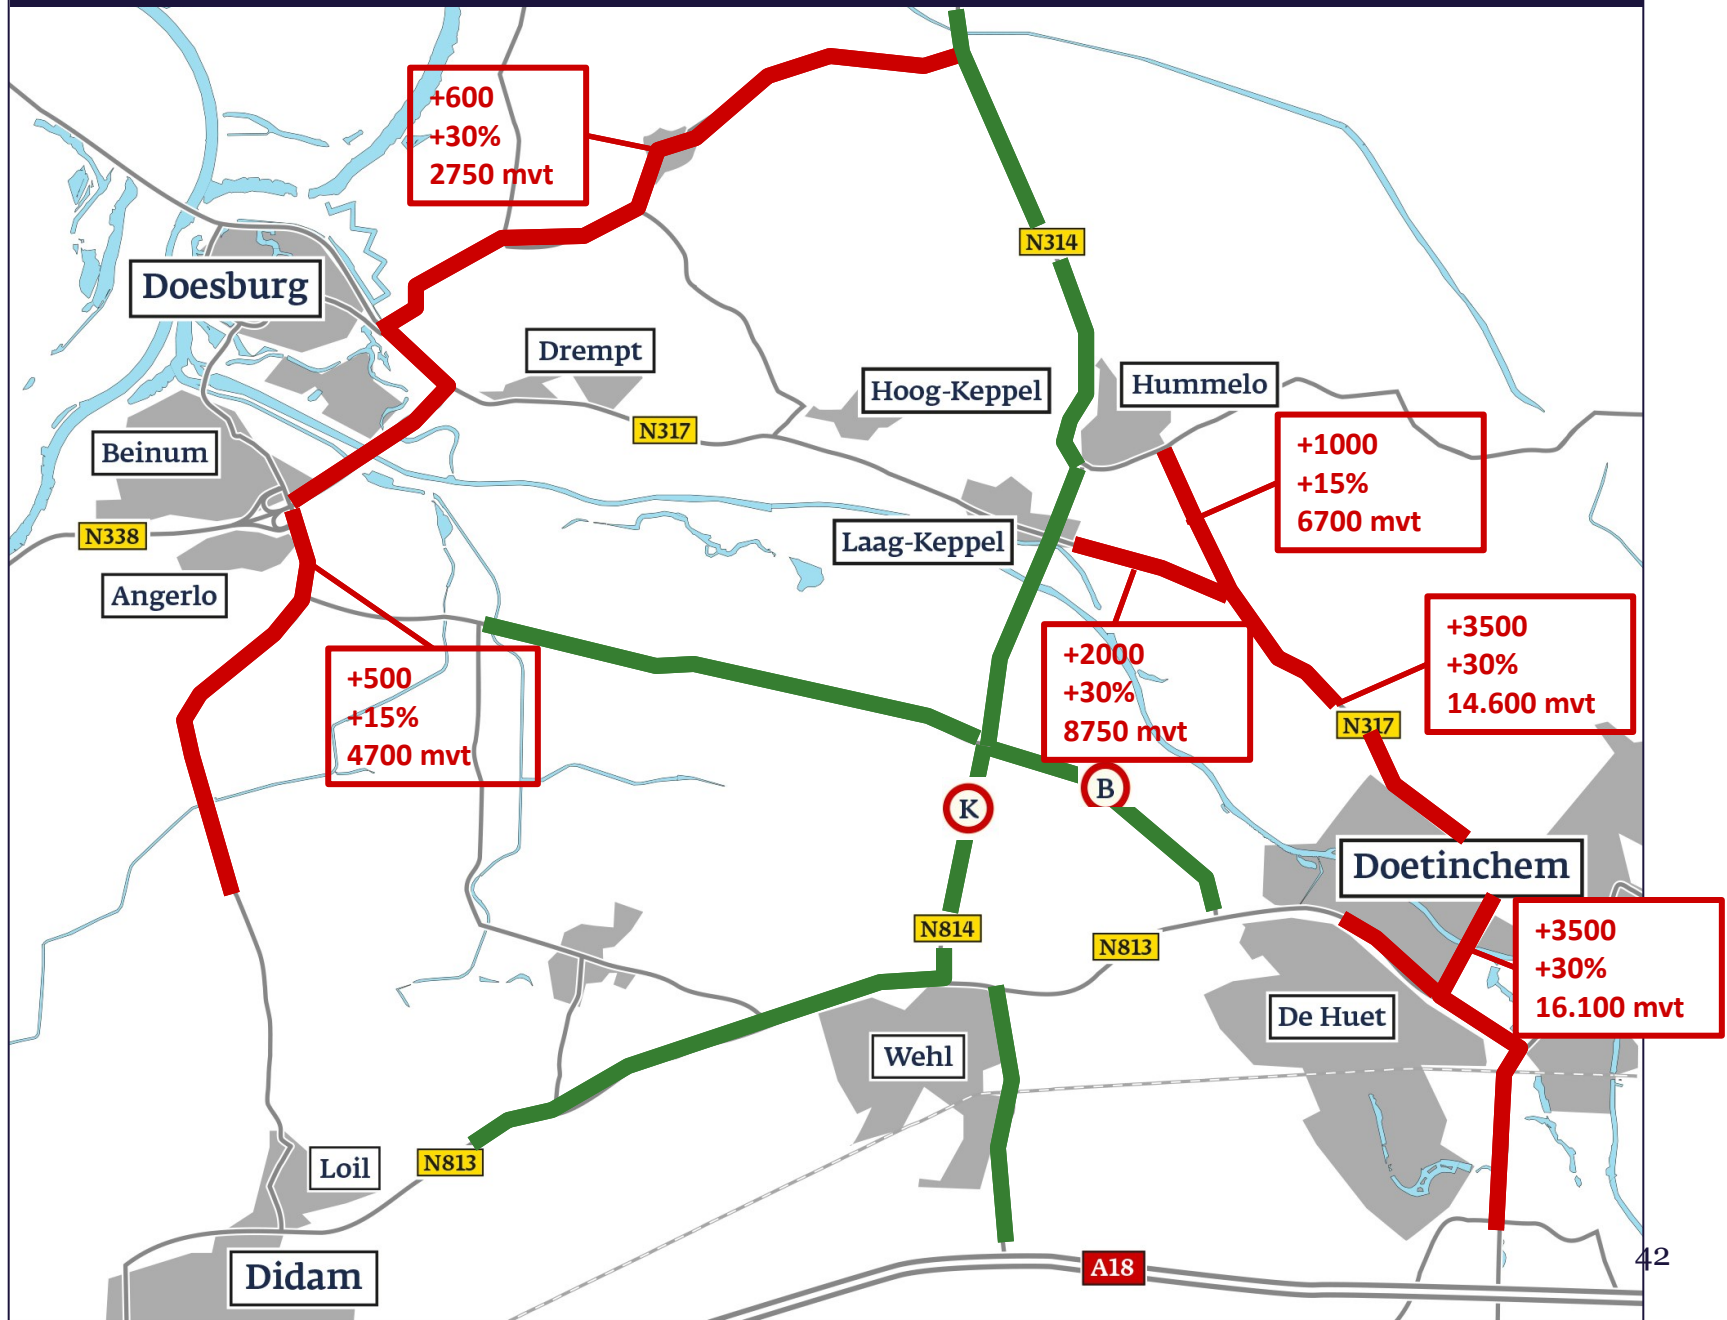 +600
+30%
2750 mvt
N314
Doesburg
Drempt
Hoog-Keppel
Hummelo
N317
Beinum
+1000
+15%
6700 mvt
N338
Laag-Keppel
Angerlo
+500
+15%
4700 mvt
+2000
+30%
8750 mvt
+3500
+30%
14.600 mvt
N317
B
K
Doetinchem
N814
N813
+3500
+30%
16.100 mvt
De Huet
Wehl
Loil
N813
Didam
A18
42